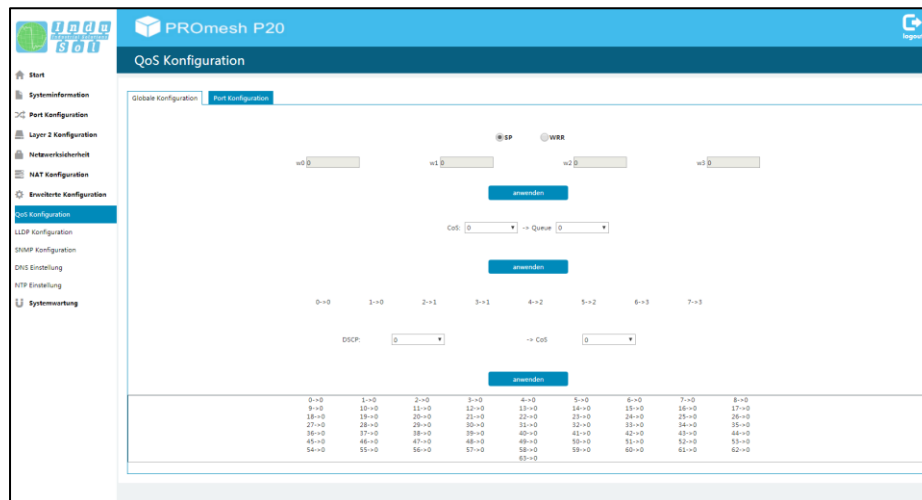 Indu
Industrial Solutions
Sol
PROmesh P20
logout
QoS Konfiguration
Start
Systeminformation
Port Konfiguration
Layer 2 Konfiguration
Netzwerksicherheit
NAT Konfiguration
Erweiterte Konfiguration
QoS Konfiguration
LLDP Konfiguration
SNMP Konfiguration
DNS Einstellung
NTP Einstellung
Systemwartung
Globale Konfiguration Port Konfiguration
SP WRR
w0 0 w1 0 w2 0 w3 0
anwenden
CoS: 0 -> Queue 0
anwenden
0->0 1->0 2->1 3->1 4->2 5->2 6->3 7->3
DSCP: 0 -> CoS 0
anwenden
0->0 1->0 2->0 3->0 4->0 5->0 6->0 7->0 8->0
9->0 10->0 11->0 12->0 13->0 14->0 15->0 16->0 17->0
18->0 19->0 20->0 21->0 22->0 23->0 24->0 25->0 26->0
27->0 28->0 29->0 30->0 31->0 32->0 33->0 34->0 35->0
36->0 37->0 38->0 39->0 40->0 41->0 42->0 43->0 44->0
45->0 46->0 47->0 48->0 49->0 50->0 51->0 52->0 53->0
54->0 55->0 56->0 57->0 58->0 59->0 60->0 61->0 62->0
63->0